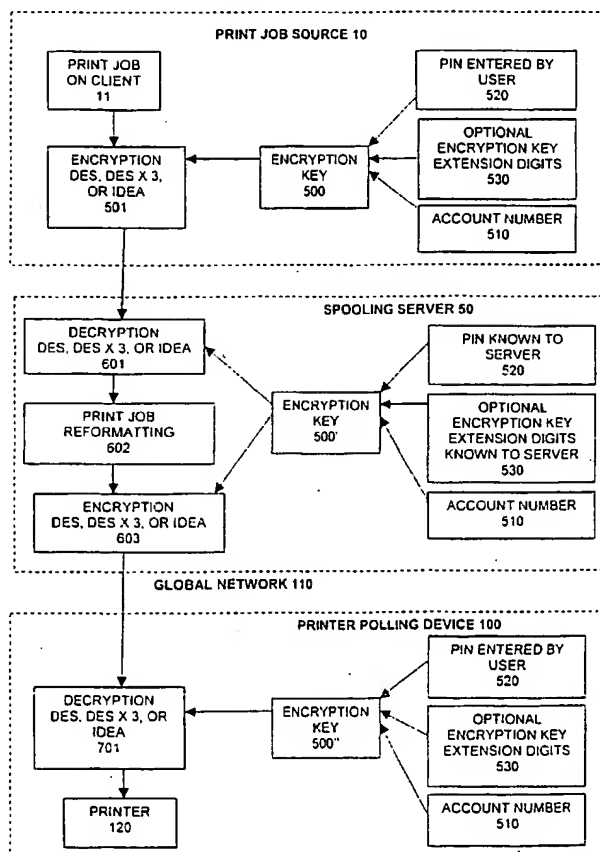 PRINT JOB SOURCE 10
PRINT JOB
ON CLIENT
11
PIN ENTERED BY
USER
520
ENCRYPTION
DES, DES X 3,
OR IDEA
501
ENCRYPTION
KEY
500
OPTIONAL
ENCRYPTION KEY
EXTENSION DIGITS
530
ACCOUNT NUMBER
510
SPOOLING SERVER 50
DECRYPTION
DES, DES X 3, OR IDEA
601
PIN KNOWN TO
SERVER
520
PRINT JOB
REFORMATTING
602
ENCRYPTION
KEY
500'
OPTIONAL
ENCRYPTION KEY
EXTENSION DIGITS
KNOWN TO SERVER
530
ENCRYPTION
DES, DES X 3, OR IDEA
603
ACCOUNT NUMBER
510
GLOBAL NETWORK 110
PRINTER POLLING DEVICE 100
PIN ENTERED BY
USER
520
DECRYPTION
DES, DES X 3, OR
IDEA
701
ENCRYPTION
KEY
500"
OPTIONAL
ENCRYPTION KEY
EXTENSION DIGITS
530
PRINTER
120
ACCOUNT NUMBER
510